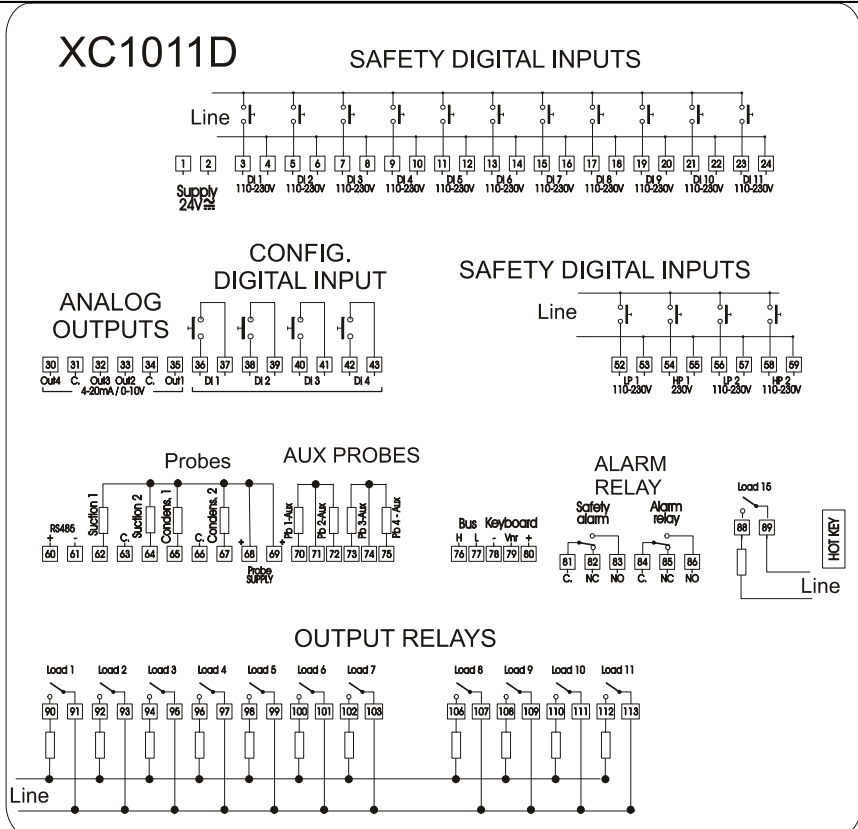 XC1011D
SAFETY DIGITAL INPUTS
Line
1 2 3 4 5 6 7 8 9 10 11 12 13 14 15 16 17 18 19 20 21 22 23 24
Supply
24V
DI 1 DI 2 DI 3 DI 4 DI 5 DI 6 DI 7 DI 8 DI 9 DI 10 DI 11
110-230V 110-230V 110-230V 110-230V 110-230V 110-230V 110-230V 110-230V 110-230V 110-230V 110-230V
ANALOG
OUTPUTS
30 31 32 33 34 35
Out4 C. Out3 Out2 C. Out1
4-20mA / 0-10V
CONFIG.
DIGITAL INPUT
36 37 38 39 40 41 42 43
DI 1 DI 2 DI 3 DI 4
SAFETY DIGITAL INPUTS
Line
52 53 54 55 56 57 58 59
LP 1 HP 1 LP 2 HP 2
110-230V 230V 110-230V 110-230V
Probes
RS485
+ -
Suction 1 C. Suction 2 Condens. 1 C. Condens. 2 + +
60 61 62 63 64 65 66 67 68 69
Probe
SUPPLY
AUX PROBES
Pb 1-Aux Pb 2-Aux Pb 3-Aux Pb 4 - Aux
70 71 72 73 74 75
Bus Keyboard
H L - Vnr +
76 77 78 79 80
ALARM
RELAY
Safety
alarm
Alarm
relay
81 82 83 84 85 86
C. NC NO C. NC NO
Load 15
88 89
Line
HOT KEY
OUTPUT RELAYS
Load 1 Load 2 Load 3 Load 4 Load 5 Load 6 Load 7 Load 8 Load 9 Load 10 Load 11
90 91 92 93 94 95 96 97 98 99 100 101 102 103 106 107 108 109 110 111 112 113
Line